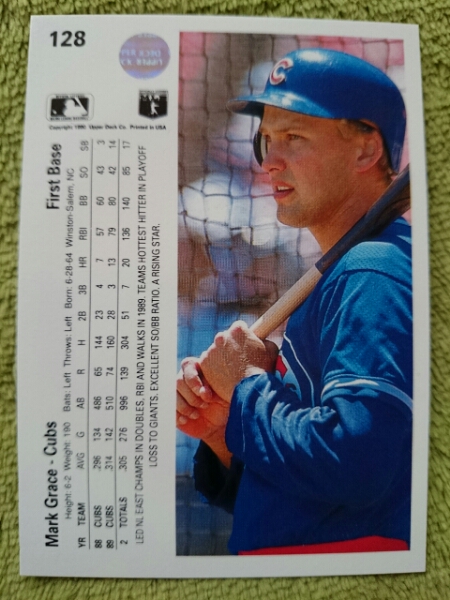 128
UPPER DECK
Copyright 1990 Upper Deck Co. Printed in USA
Mark Grace - Cubs First Base
Height: 6-2 Weight: 190 Bats: Left Throws: Left Born: 6-28-64 Winston-Salem, NC
YR TEAM AVG G AB R H 2B 3B HR RBI BB SO SB
88 CUBS .296 134 486 65 144 23 4 7 57 60 43 3
89 CUBS .314 142 510 74 160 28 3 13 79 80 42 14
2 TOTALS .305 276 996 139 304 51 7 20 136 140 85 17
LED NL EAST CHAMPS IN DOUBLES, RBI AND WALKS IN 1989. TEAMS HOTTEST HITTER IN PLAYOFF
LOSS TO GIANTS. EXCELLENT SO/BB RATIO. A RISING STAR.
C